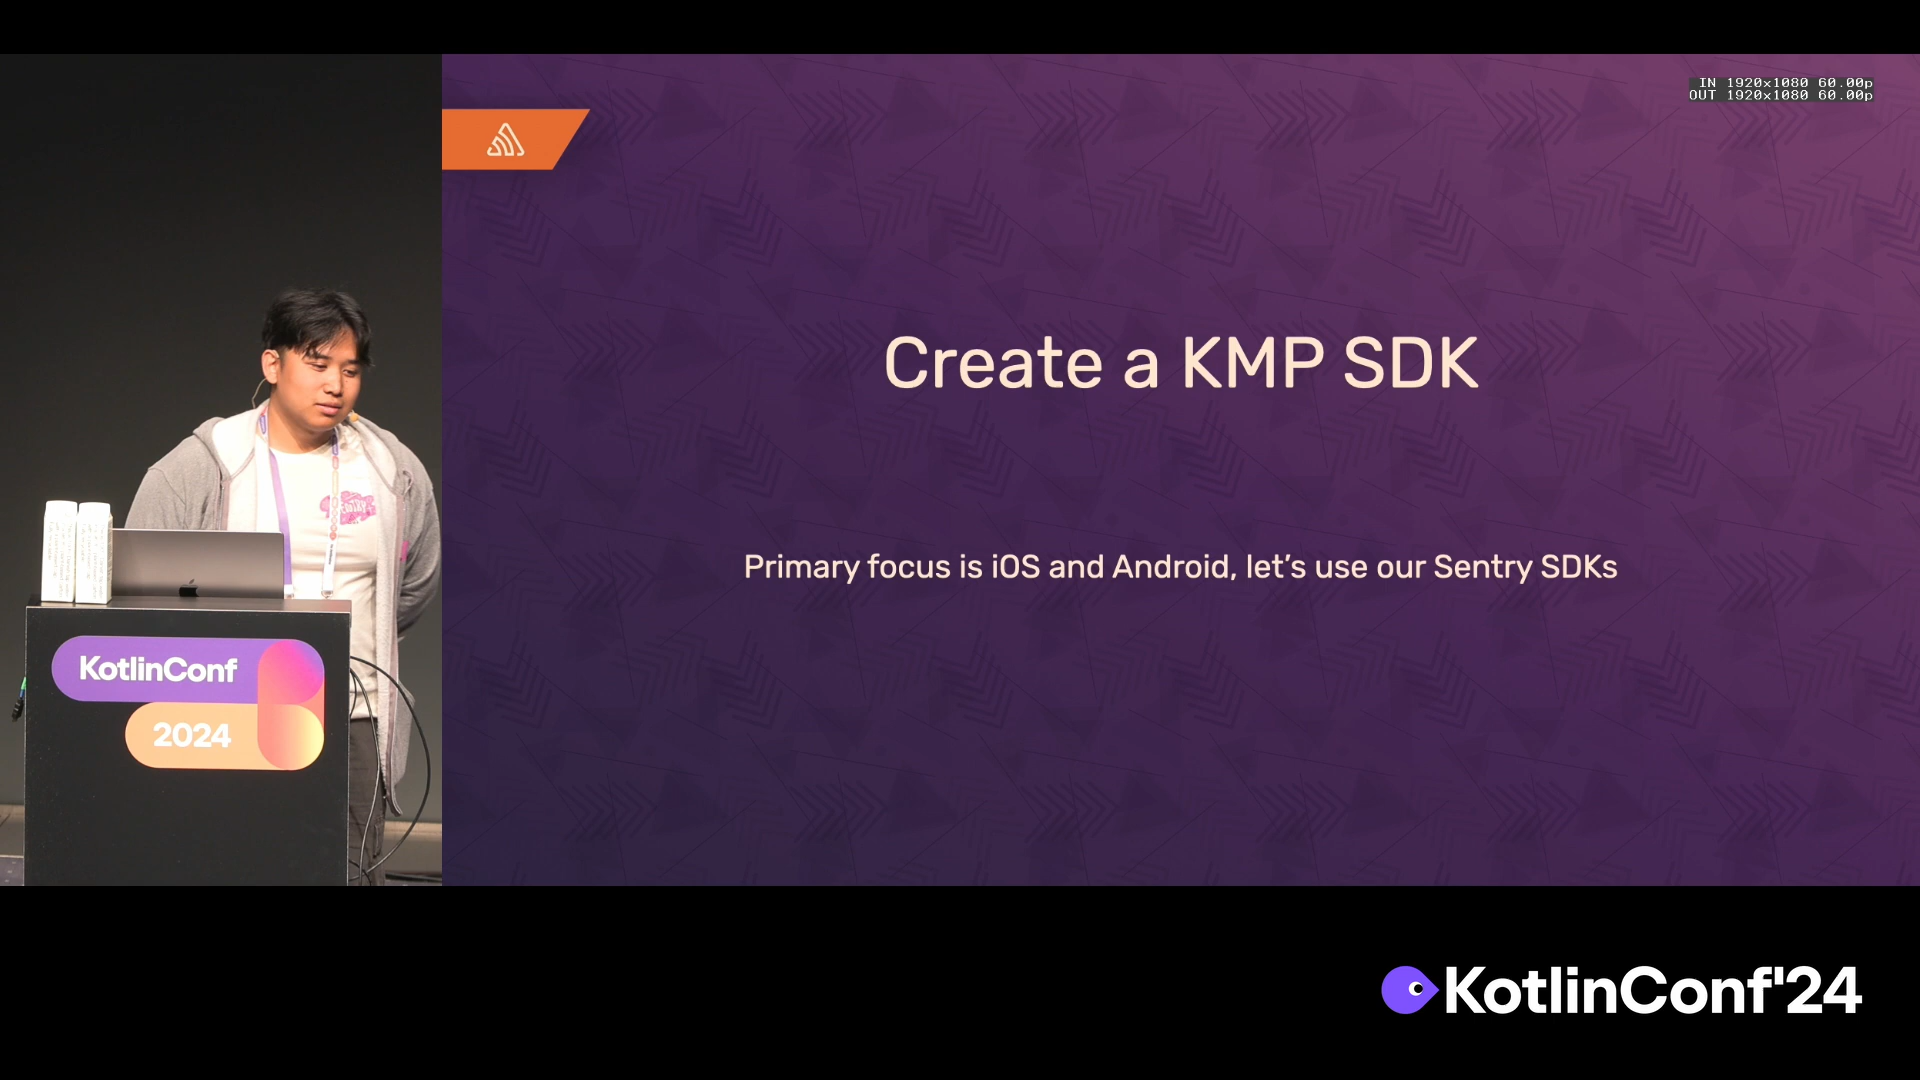 IN 1920x1080 60.00p
OUT 1920x1080 60.00p
Create a KMP SDK
Primary focus is iOS and Android, let's use our Sentry SDKs
KotlinConf
2024
KotlinConf'24